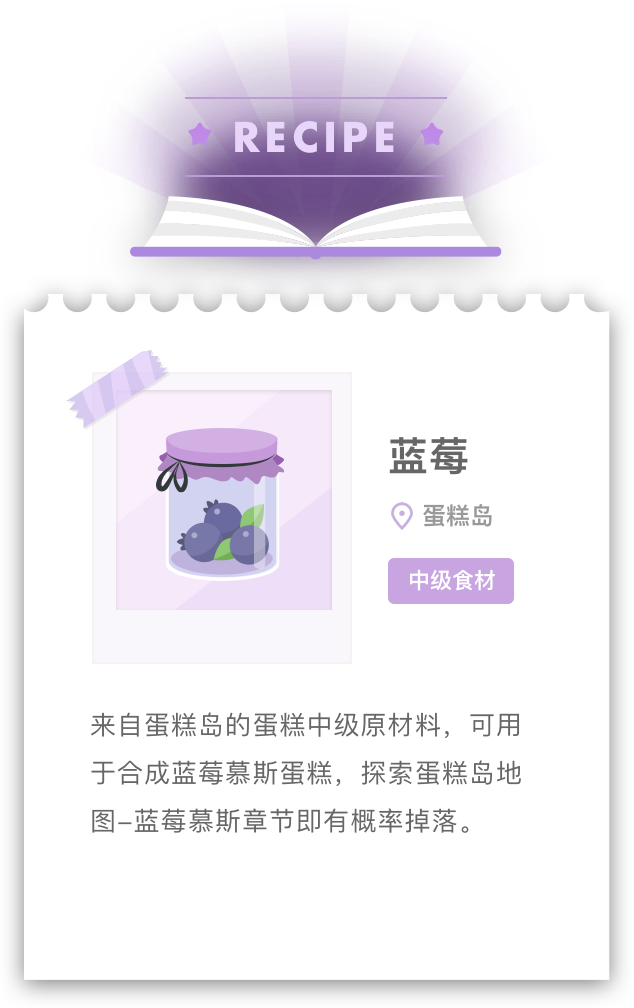 RECIPE
蓝莓
蛋糕岛
中级食材
来自蛋糕岛的蛋糕中级原材料，可用
于合成蓝莓慕斯蛋糕，探索蛋糕岛地
图–蓝莓慕斯章节即有概率掉落。